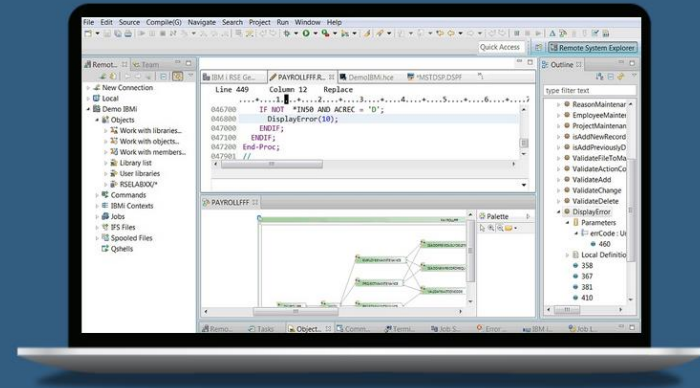 File Edit Source Compile(G) Navigate Search Project Run Window Help
Quick Access
Remote System Explorer
Remot...
Team
New Connection
Local
Demo IBMi
Objects
Work with libraries...
Work with objects...
Work with members...
Library list
User libraries
RSELABXX/*
Commands
IBMi Contexts
Jobs
IFS Files
Spooled Files
Qshells
IBM i RSE Ge...
PAYROLLFFF.R...
DemoIBMi.hce
*MSTDSP.DSPF
Line 449 Column 12 Replace
046700 IF NOT *IN50 AND ACREC = 'D';
046800 DisplayError(10);
047000 ENDIF;
047100 ENDIF;
047200 End-Proc;
047901 //
PAYROLLFFF
Palette
Outline
type filter text
ReasonMaintenar
EmployeeMainte
ProjectMaintenan
isAddNewRecord
isAddPreviouslyD
ValidateFileToMa
ValidateActionCo
ValidateAdd
ValidateChange
ValidateDelete
DisplayError
Parameters
errCode : U
460
Local Definitio
358
367
381
410
Remo...
Tasks
Object...
Comm...
Termi...
Job S...
Error ...
IBM i...
Job L...